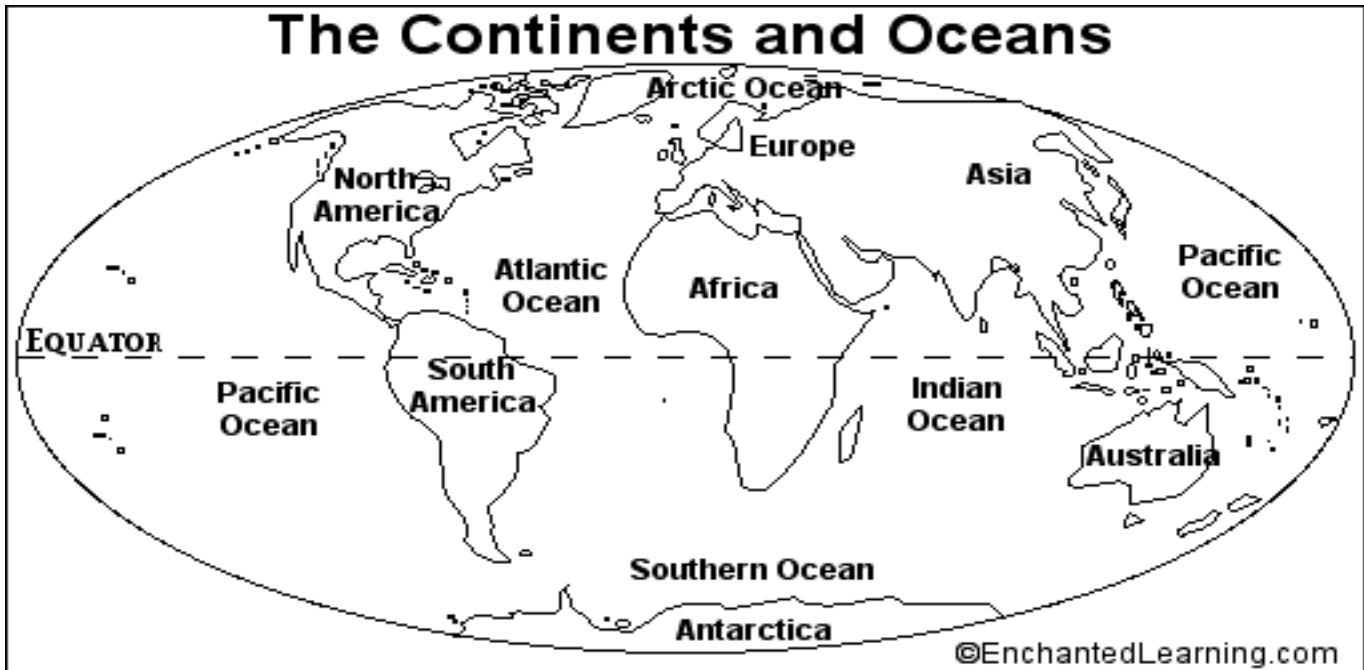 The Continents and Oceans
Arctic Ocean
Europe
Asia
North
America
Atlantic
Ocean
Africa
Pacific
Ocean
EQUATOR
South
America
Pacific
Ocean
Indian
Ocean
Australia
Southern Ocean
Antarctica
©EnchantedLearning.com